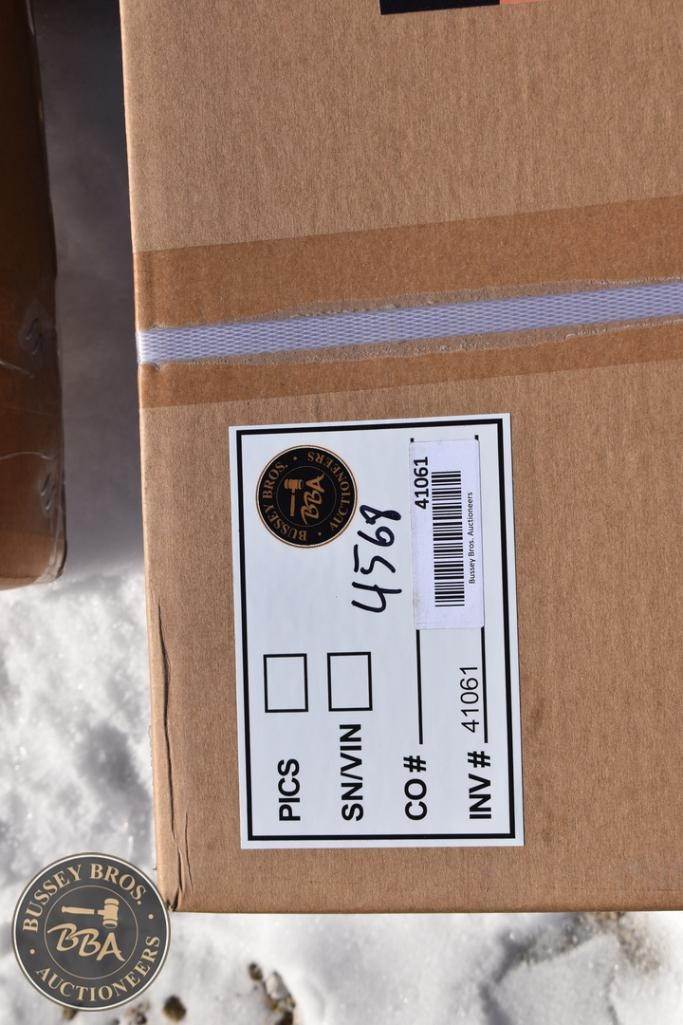 BUSSEY BROS.
BBA
AUCTIONEERS
PICS
SN/VIN
4568
CO #
INV # 41061
41061
Bussey Bros. Auctioneers
BUSSEY BROS.
BBA
AUCTIONEERS